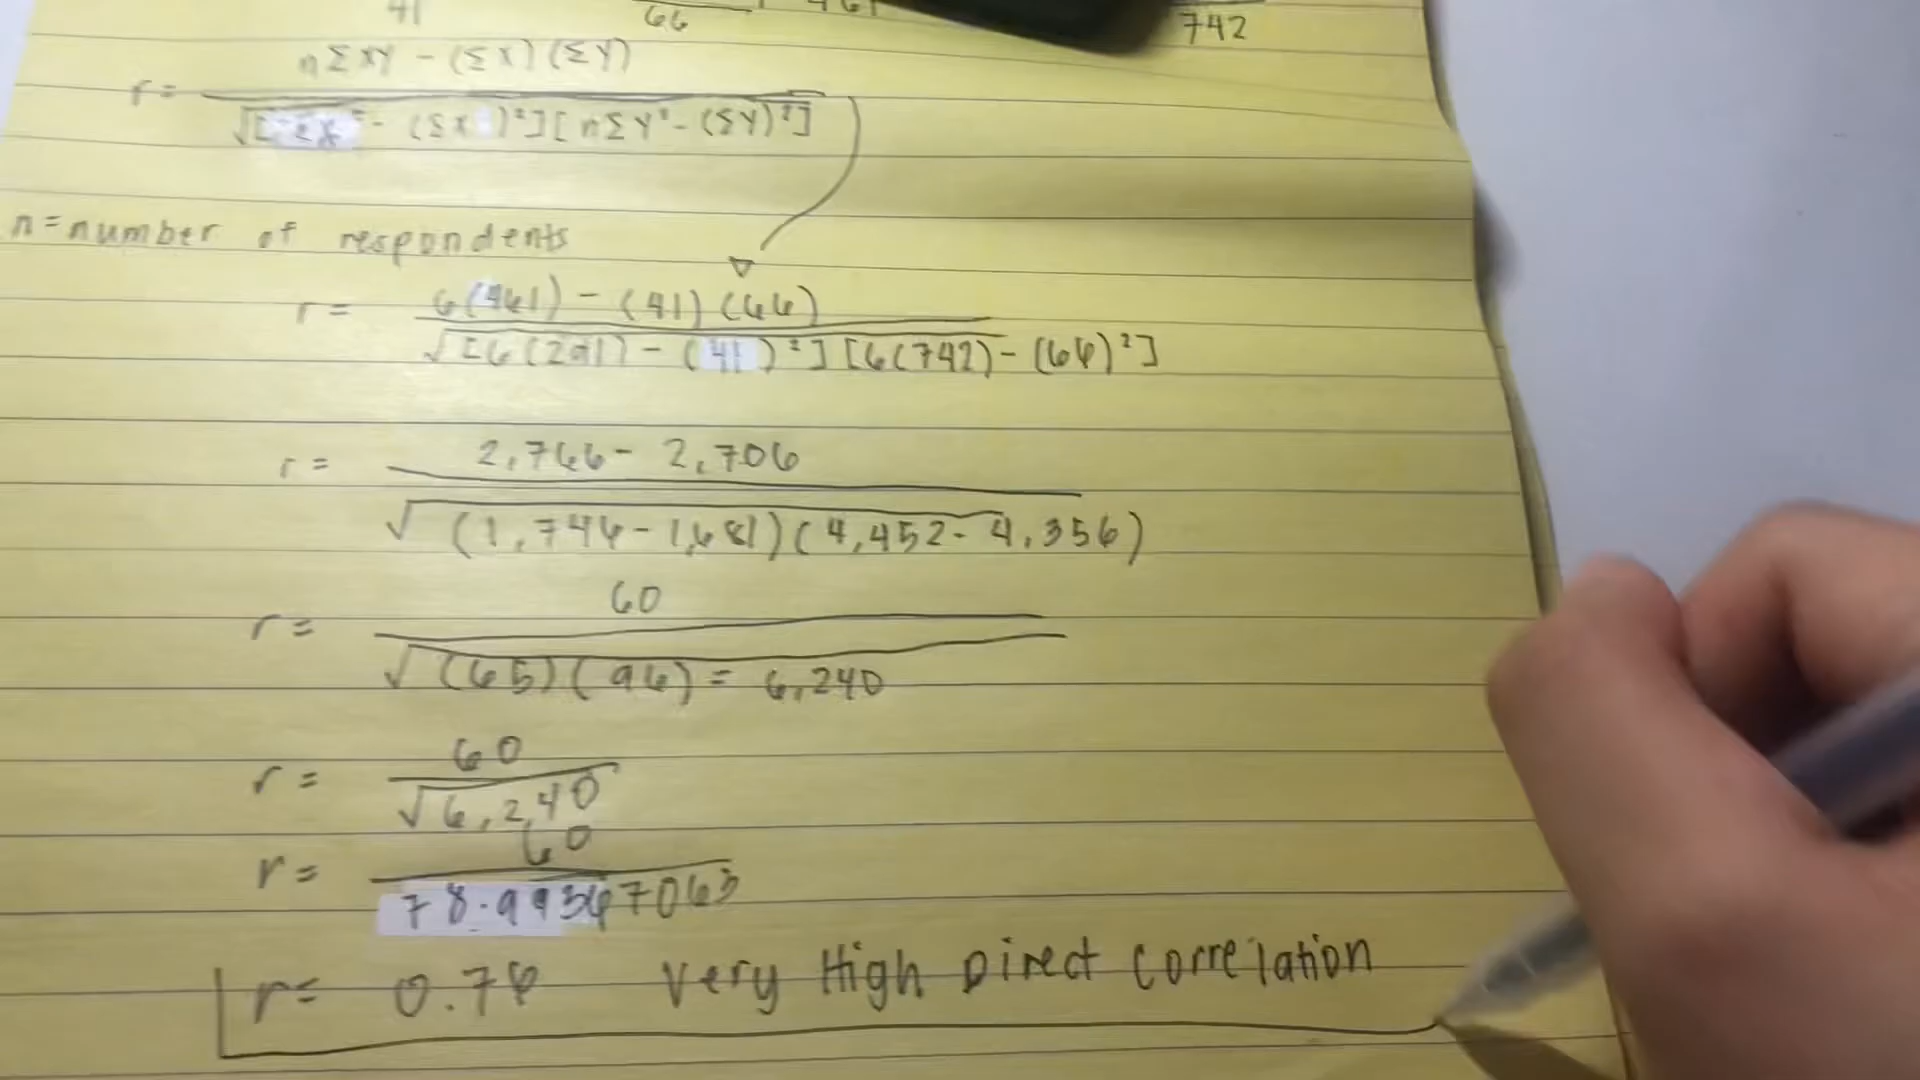 41 66 461 742
nΣXY - (ΣX)(ΣY)
r =
√[ ΣX² - (ΣX )²][nΣY² - (ΣY)²]
n = number of respondents
r = 6(461) - (41)(66)
√[6(291) - (41)²][6(742) - (66)²]
r = 2,766 - 2,706
√(1,746 - 1,681)(4,452 - 4,356)
r = 60
√(65)(96) = 6,240
r = 60
√6,240
r = 60
78.99367063
r = 0.76 Very High Direct Correlation